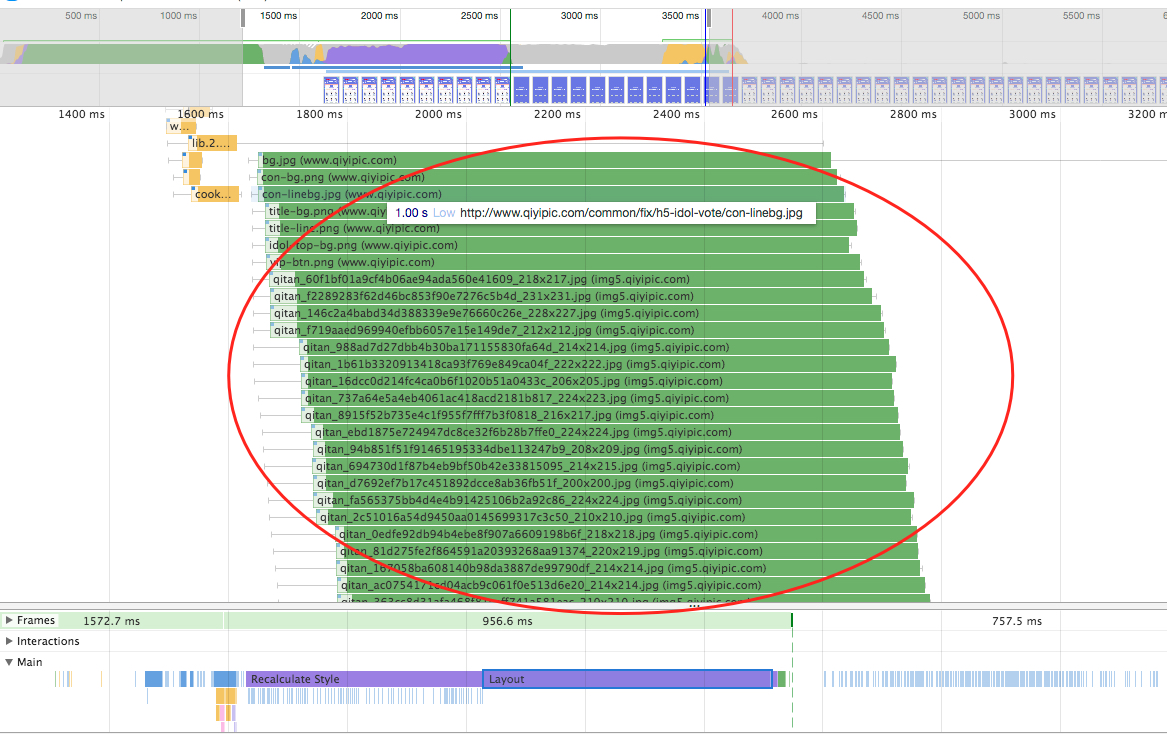 500 ms 1000 ms 1500 ms 2000 ms 2500 ms 3000 ms 3500 ms 4000 ms 4500 ms 5000 ms 5500 ms
1400 ms 1600 ms 1800 ms 2000 ms 2200 ms 2400 ms 2600 ms 2800 ms 3000 ms 3200 m
w...
lib.2....
bg.jpg (www.qiyipic.com)
con-bg.png (www.qiyipic.com)
cook... con-linebg.jpg (www.qiyipic.com)
title-bg.png (www.qiy
1.00 s Low http://www.qiyipic.com/common/fix/h5-idol-vote/con-linebg.jpg
title-line.png (www.qiyipic.com)
idol-top-bg.png (www.qiyipic.com)
vip-btn.png (www.qiyipic.com)
qitan_60f1bf01a9cf4b06ae94ada560e41609_218x217.jpg (img5.qiyipic.com)
qitan_f2289283f62d46bc853f90e7276c5b4d_231x231.jpg (img5.qiyipic.com)
qitan_146c2a4babd34d388339e9e76660c26e_228x227.jpg (img5.qiyipic.com)
qitan_f719aaed969940efbb6057e15e149de7_212x212.jpg (img5.qiyipic.com)
qitan_988ad7d27dbb4b30ba171155830fa64d_214x214.jpg (img5.qiyipic.com)
qitan_1b61b3320913418ca93f769e849ca04f_222x222.jpg (img5.qiyipic.com)
qitan_16dcc0d214fc4ca0b6f1020b51a0433c_206x205.jpg (img5.qiyipic.com)
qitan_737a64e5a4eb4061ac418acd2181b817_224x223.jpg (img5.qiyipic.com)
qitan_8915f52b735e4c1f955f7fff7b3f0818_216x217.jpg (img5.qiyipic.com)
qitan_ebd1875e724947dc8ce32f6b28b7ffe0_224x224.jpg (img5.qiyipic.com)
qitan_94b851f51f91465195334dbe113247b9_208x209.jpg (img5.qiyipic.com)
qitan_694730d1f87b4eb9bf50b42e33815095_214x215.jpg (img5.qiyipic.com)
qitan_d7692ef7b17c451892dcce8ab36fb51f_200x200.jpg (img5.qiyipic.com)
qitan_fa565375bb4d4e4b91425106b2a92c86_224x224.jpg (img5.qiyipic.com)
qitan_2c51016a54d9450aa0145699317c3c50_210x210.jpg (img5.qiyipic.com)
qitan_0edfe92db94b4ebe8f907a6609198b6f_218x218.jpg (img5.qiyipic.com)
qitan_81d275fe2f864591a20393268aa91374_220x219.jpg (img5.qiyipic.com)
qitan_167058ba608140b98da3887de99790df_214x214.jpg (img5.qiyipic.com)
qitan_ac0754171cd04acb9c061f0e513d6e20_214x214.jpg (img5.qiyipic.com)
Frames 1572.7 ms 956.6 ms 757.5 ms
Interactions
Main
Recalculate Style Layout